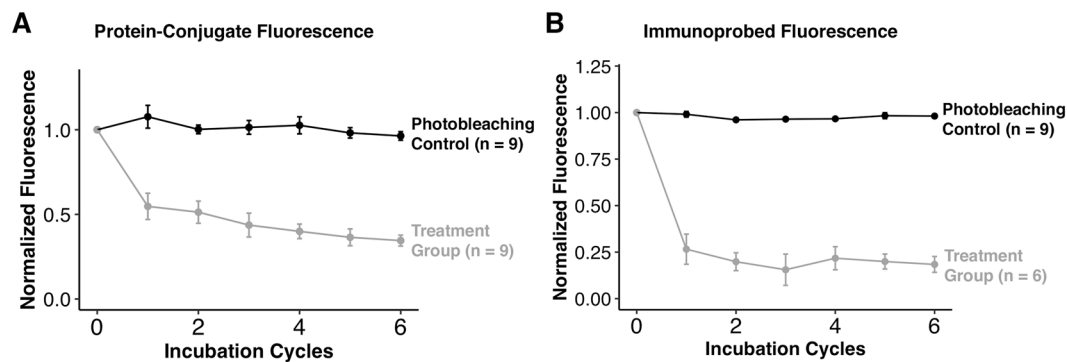 A
Protein-Conjugate Fluorescence
Normalized Fluorescence
1.0
0.5
0.0
Photobleaching
Control (n = 9)
Treatment
Group (n = 9)
0 2 4 6
Incubation Cycles
B
Immunoprobed Fluorescence
Normalized Fluorescence
1.25
1.00
0.75
0.50
0.25
0.00
Photobleaching
Control (n = 9)
Treatment
Group (n = 6)
0 2 4 6
Incubation Cycles